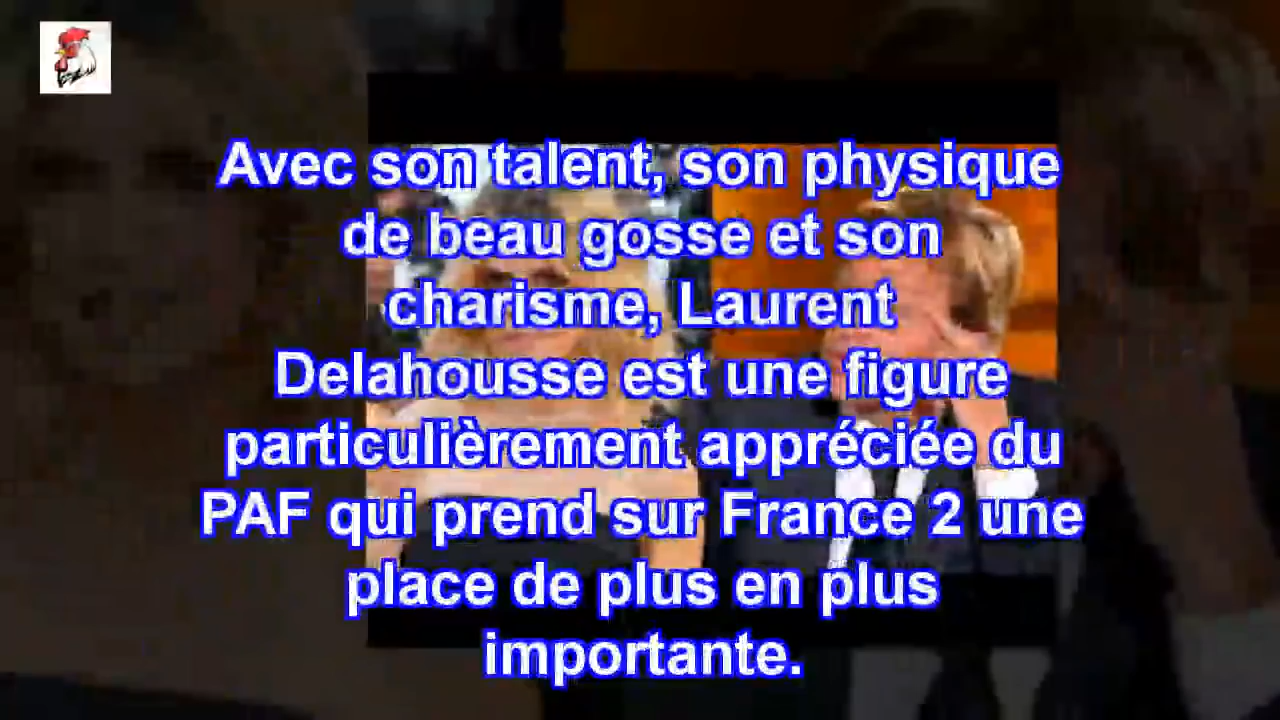 Avec son talent, son physique
de beau gosse et son
charisme, Laurent
Delahousse est une figure
particulièrement appréciée du
PAF qui prend sur France 2 une
place de plus en plus
importante.